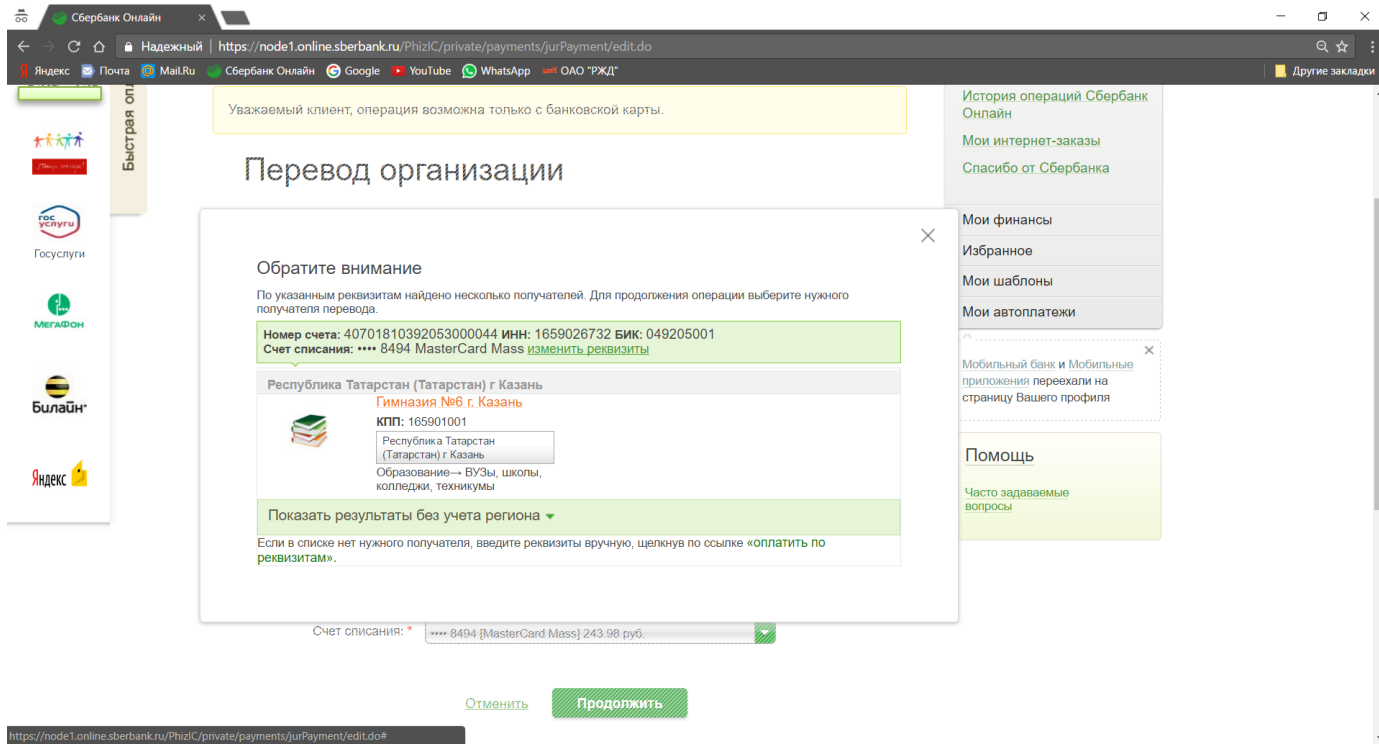 Сбербанк Онлайн
Надежный | https://node1.online.sberbank.ru/PhizIC/private/payments/jurPayment/edit.do
Яндекс Почта Mail.Ru Сбербанк Онлайн Google YouTube WhatsApp ОАО "РЖД" Другие закладки
Быстрая опл
госуслуги
Госуслуги
МЕГАФОН
Билайн
Яндекс
Уважаемый клиент, операция возможна только с банковской карты.
Перевод организации
Обратите внимание
По указанным реквизитам найдено несколько получателей. Для продолжения операции выберите нужного
получателя перевода.
Номер счета: 40701810392053000044 ИНН: 1659026732 БИК: 049205001
Счет списания: •••• 8494 MasterCard Mass изменить реквизиты
Республика Татарстан (Татарстан) г Казань
Гимназия №6 г. Казань
КПП: 165901001
Республика Татарстан
(Татарстан) г Казань
Образование→ ВУЗы, школы,
колледжи, техникумы
Показать результаты без учета региона
Если в списке нет нужного получателя, введите реквизиты вручную, щелкнув по ссылке «оплатить по
реквизитам».
Счет списания: * •••• 8494 [MasterCard Mass] 243.98 руб.
Отменить Продолжить
История операций Сбербанк
Онлайн
Мои интернет-заказы
Спасибо от Сбербанка
Мои финансы
Избранное
Мои шаблоны
Мои автоплатежи
Мобильный банк и Мобильные
приложения переехали на
страницу Вашего профиля
Помощь
Часто задаваемые
вопросы
https://node1.online.sberbank.ru/PhizIC/private/payments/jurPayment/edit.do#